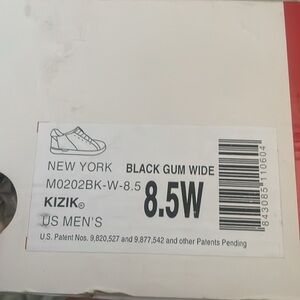 NEW YORK BLACK GUM WIDE
M0202BK-W-8.5 8.5W
KIZIK®
US MEN'S
U.S. Patent Nos. 9,820,527 and 9,877,542 and other Patents Pending
843085110604